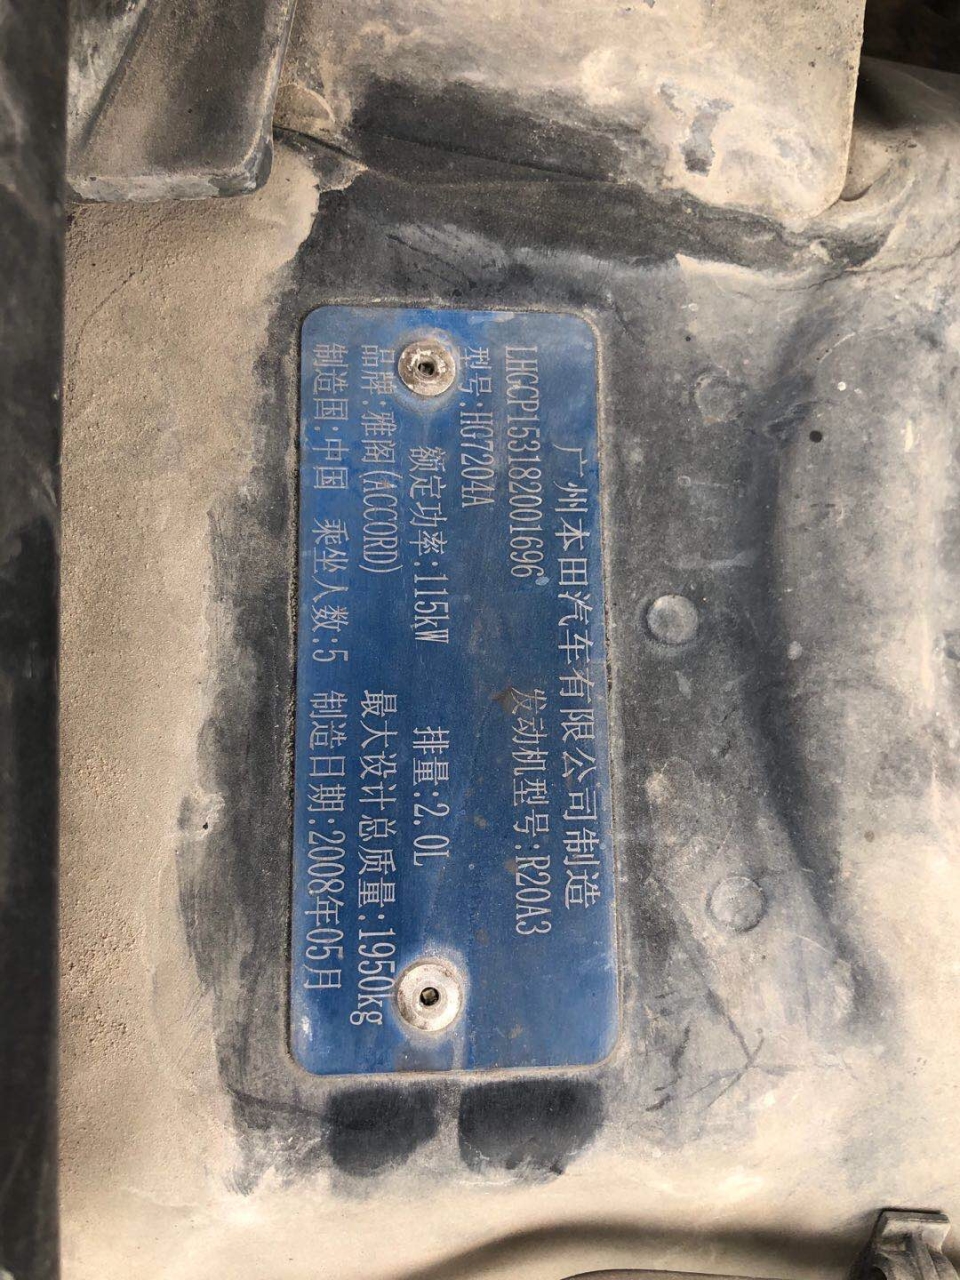 广州本田汽车有限公司制造
LHGCP153182001696
型号:HG7204A 发动机型号:R20A3
额定功率:115kW 排量:2.0L
品牌:雅阁(ACCORD) 最大设计总质量:1950kg
制造国:中国 乘坐人数:5 制造日期:2008年05月